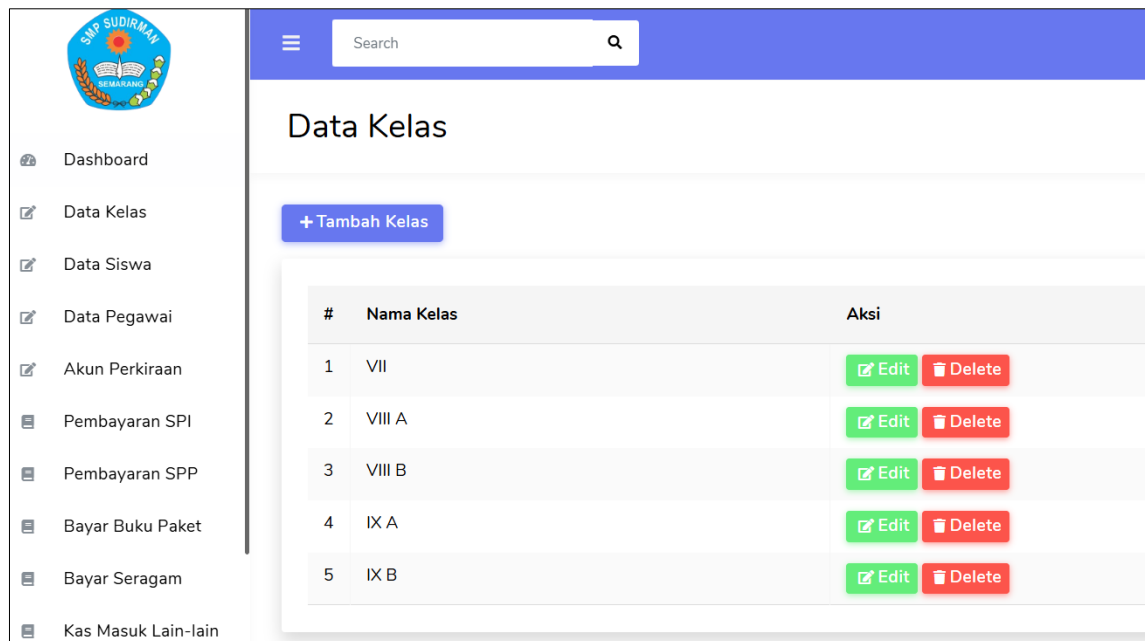 SMP SUDIRMAN
SEMARANG
Dashboard
Data Kelas
Data Siswa
Data Pegawai
Akun Perkiraan
Pembayaran SPI
Pembayaran SPP
Bayar Buku Paket
Bayar Seragam
Kas Masuk Lain-lain
Search
Data Kelas
+ Tambah Kelas
# Nama Kelas Aksi
1 VII Edit Delete
2 VIII A Edit Delete
3 VIII B Edit Delete
4 IX A Edit Delete
5 IX B Edit Delete